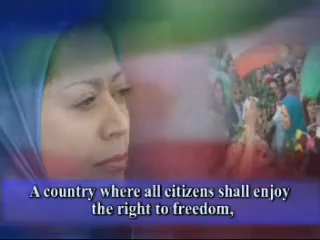 A country where all citizens shall enjoy
the right to freedom,